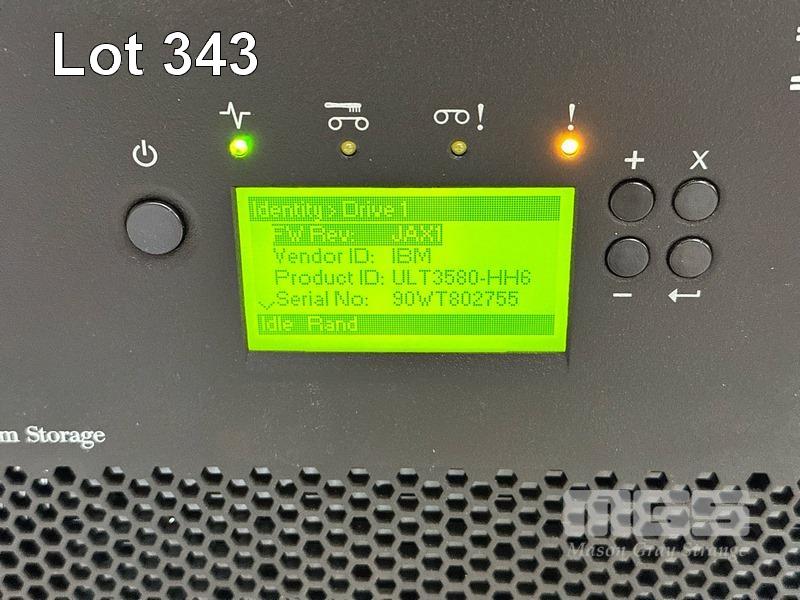 Lot 343
!
!
+ X
Identity > Drive 1
FW Rev: JAX1
Vendor ID: IBM
Product ID: ULT3580-HH6
Serial No: 90WT802755
Idle Rand
−
m Storage
MGS
Mason Gray Strange